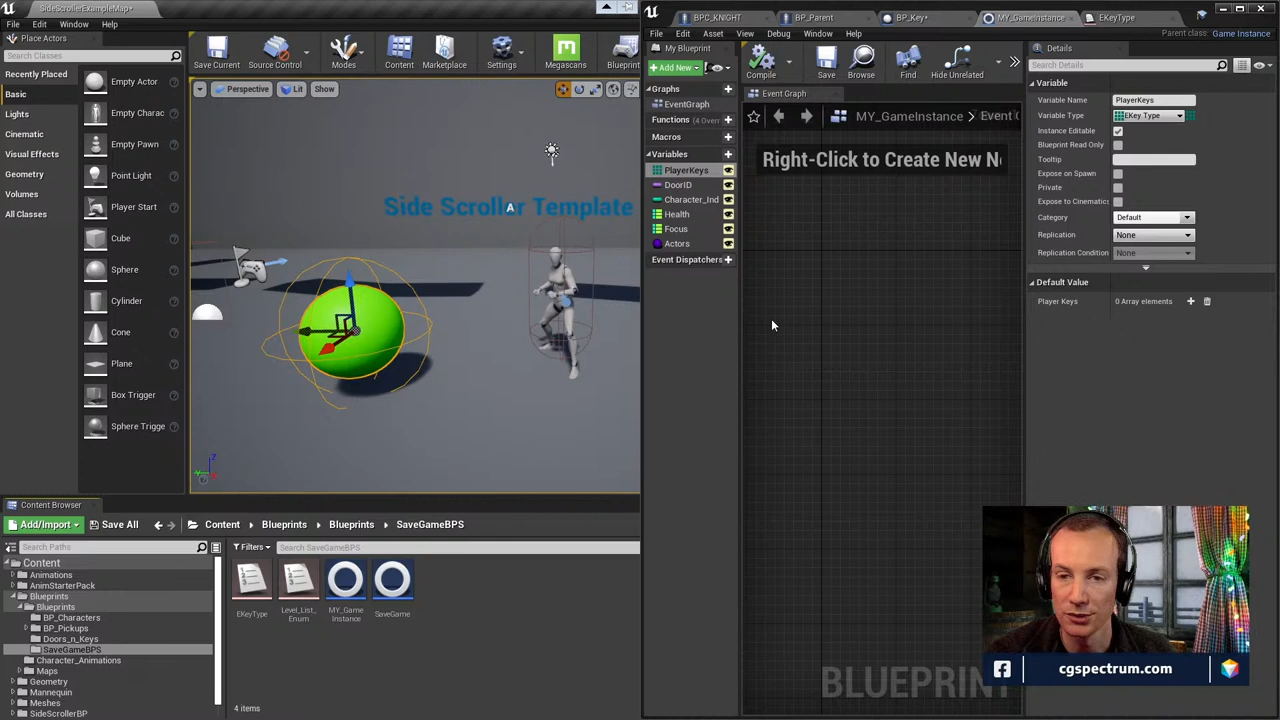 SideScrollerExampleMap*
File Edit Window Help
Place Actors
Search Classes
Recently Placed
Basic
Lights
Cinematic
Visual Effects
Geometry
Volumes
All Classes
Empty Actor
Empty Charac
Empty Pawn
Point Light
Player Start
Cube
Sphere
Cylinder
Cone
Plane
Box Trigger
Sphere Trigge
Save Current
Source Control
Modes
Content
Marketplace
Settings
Megascans
Blueprint
Perspective
Lit
Show
Side Scroller Template
A
Z
Content Browser
Add/Import
Save All
Content
Blueprints
Blueprints
SaveGameBPS
Search Paths
Filters
Search SaveGameBPS
Content
Animations
AnimStarterPack
Blueprints
Blueprints
BP_Characters
BP_Pickups
Doors_n_Keys
SaveGameBPS
Character_Animations
Maps
Geometry
Mannequin
Meshes
SideScrollerBP
EKeyType
Level_List_
Enum
MY_Game
Instance
SaveGame
4 items
BPC_KNIGHT
BP_Parent
BP_Key*
MY_GameInstance
EKeyType
File Edit Asset View Debug Window Help
Parent class: Game Instance
My Blueprint
Add New
Graphs
EventGraph
Functions (4 Overr
Macros
Variables
PlayerKeys
DoorID
Character_Ind
Health
Focus
Actors
Event Dispatchers
Compile
Save
Browse
Find
Hide Unrelated
Event Graph
MY_GameInstance
Right-Click to Create New N
BLUEPRINT
Details
Search Details
Variable
Variable Name PlayerKeys
Variable Type EKey Type
Instance Editable
Blueprint Read Only
Tooltip
Expose on Spawn
Private
Expose to Cinematics
Category Default
Replication None
Replication Condition None
Default Value
Player Keys 0 Array elements
cgspectrum.com